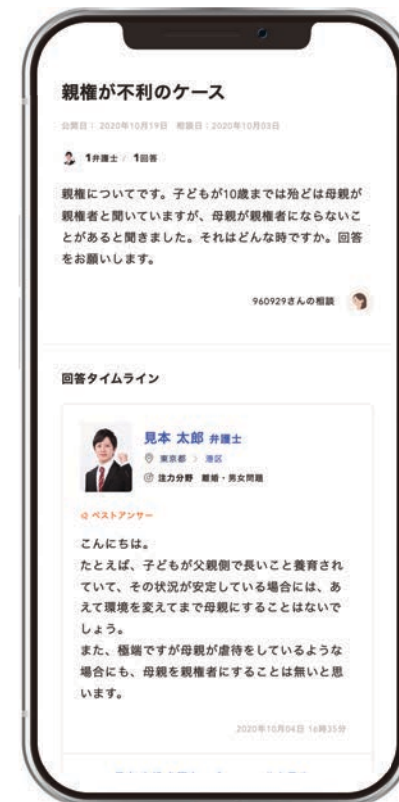 親権が不利のケース
公開日： 2020年10月19日 相談日：2020年10月03日
1弁護士 / 1回答
親権についてです。子どもが10歳までは殆どは母親が
親権者と聞いていますが、母親が親権者にならないこ
とがあると聞きました。それはどんな時ですか。回答
をお願いします。
960929さんの相談
回答タイムライン
見本 太郎 弁護士
東京都 > 港区
注力分野 離婚・男女問題
ベストアンサー
こんにちは。
たとえば、子どもが父親側で長いこと養育され
ていて、その状況が安定している場合には、あ
えて環境を変えてまで母親にすることはないで
しょう。
また、極端ですが母親が虐待をしているような
場合にも、母親を親権者にすることは無いと思
います。
2020年10月04日 16時35分